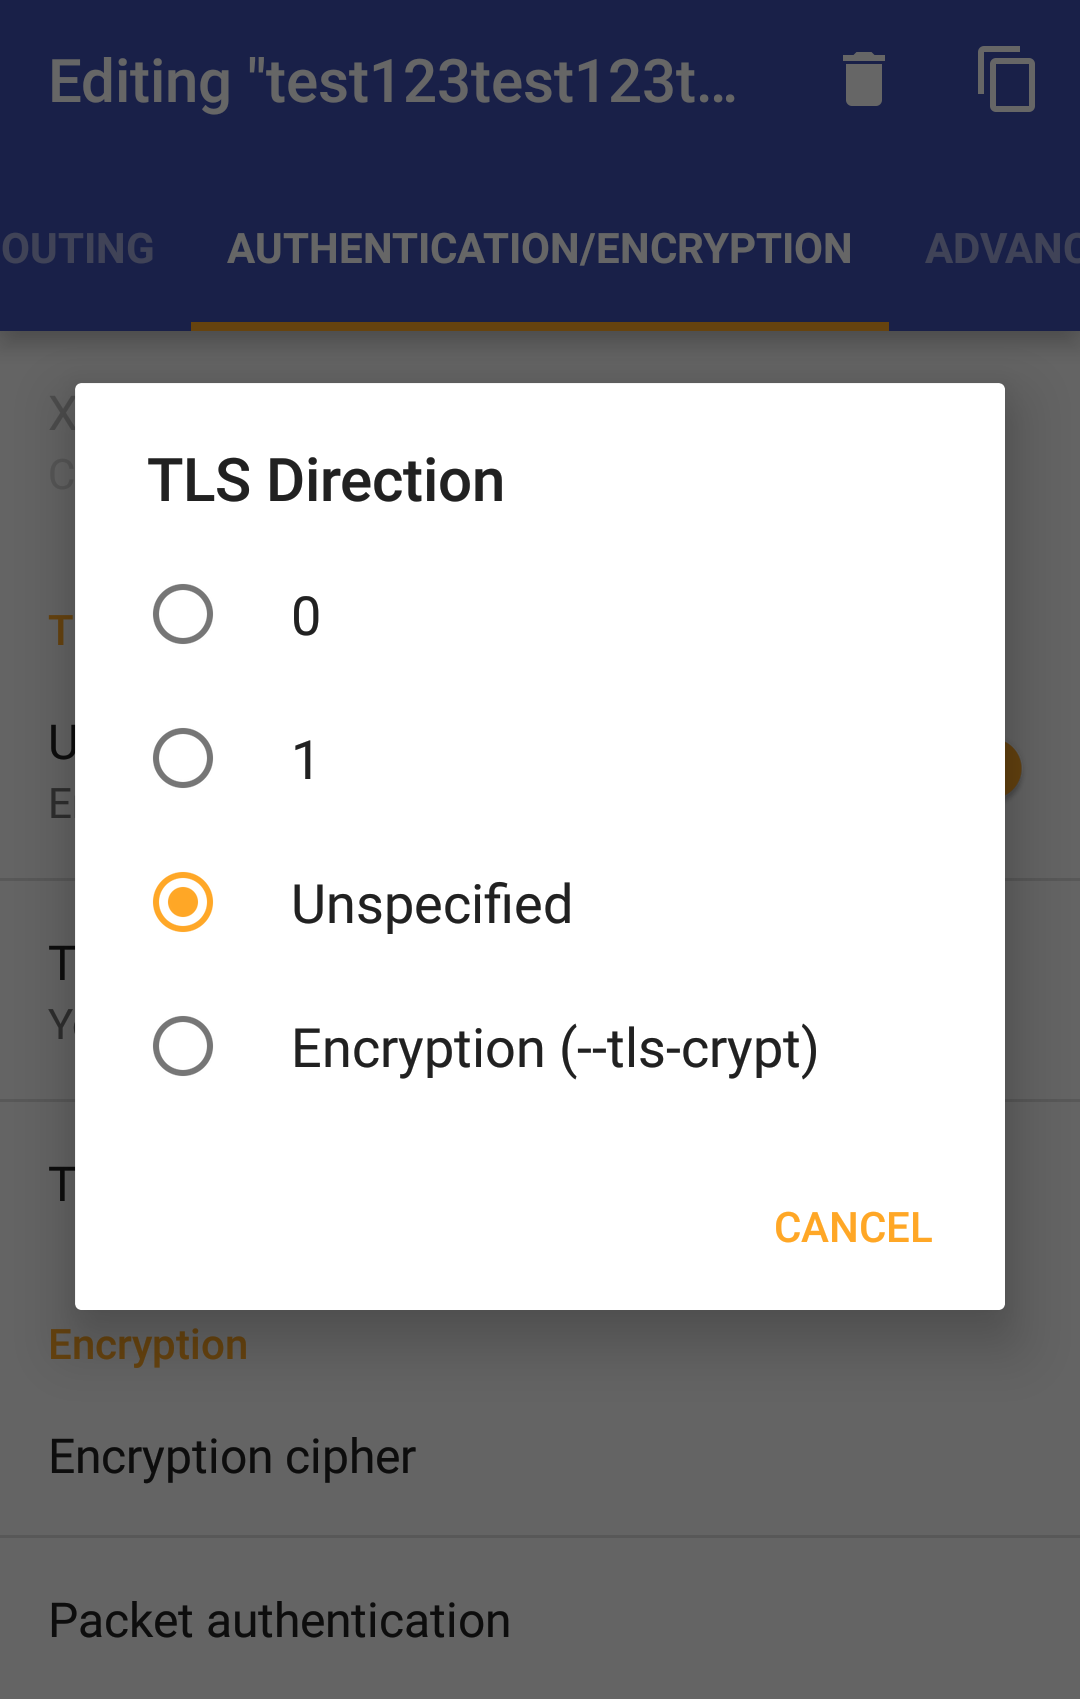 Editing "test123test123t…
OUTING
AUTHENTICATION/ENCRYPTION
ADVANC
X
C
T
U
E
T
Y
T
TLS Direction
0
1
Unspecified
Encryption (--tls-crypt)
CANCEL
Encryption
Encryption cipher
Packet authentication